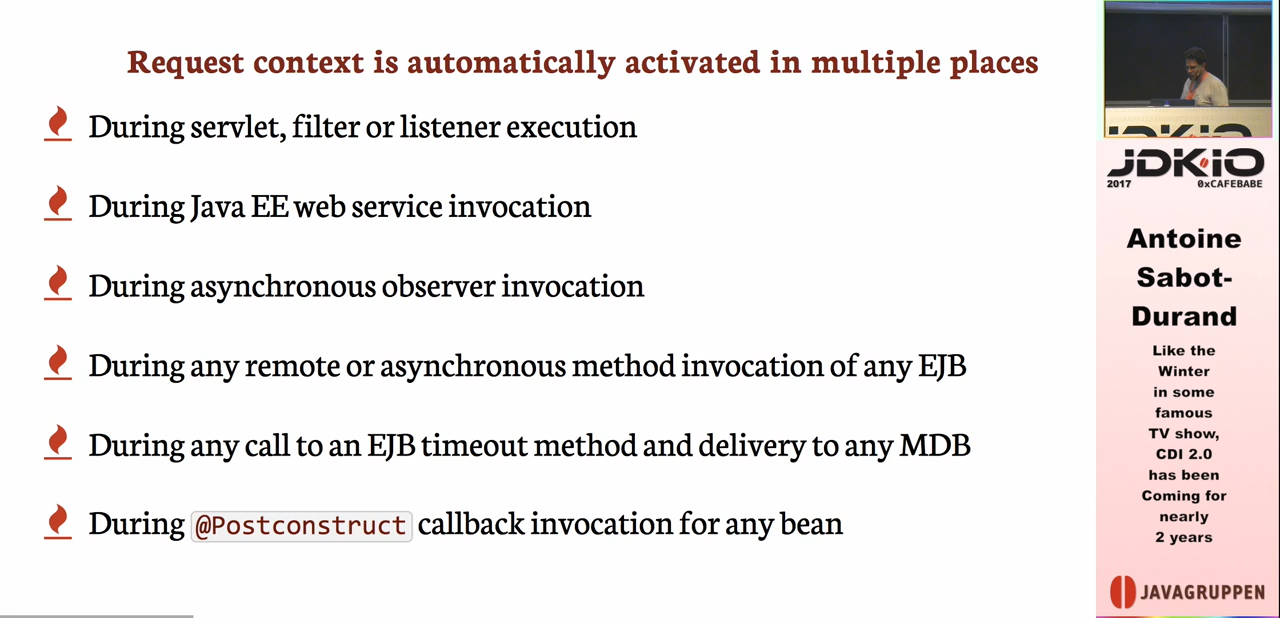 Request context is automatically activated in multiple places
During servlet, filter or listener execution
During Java EE web service invocation
During asynchronous observer invocation
During any remote or asynchronous method invocation of any EJB
During any call to an EJB timeout method and delivery to any MDB
During @Postconstruct callback invocation for any bean
JDK.IO
JDK.IO
2017 0xCAFEBABE
Antoine
Sabot-
Durand
Like the
Winter
in some
famous
TV show,
CDI 2.0
has been
Coming for
nearly
2 years
JAVAGRUPPEN